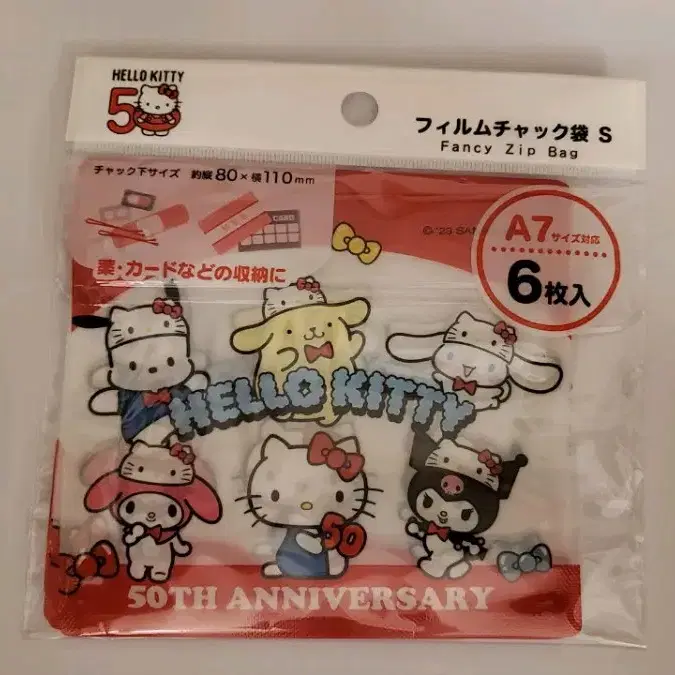 HELLO KITTY
50
フィルムチャック袋 S
Fancy Zip Bag
チャック下サイズ 約縦80×横110mm
CARD
薬・カードなどの収納に
©'23 SAN
A7サイズ対応
6枚入
HELLO KITTY
50
50TH ANNIVERSARY